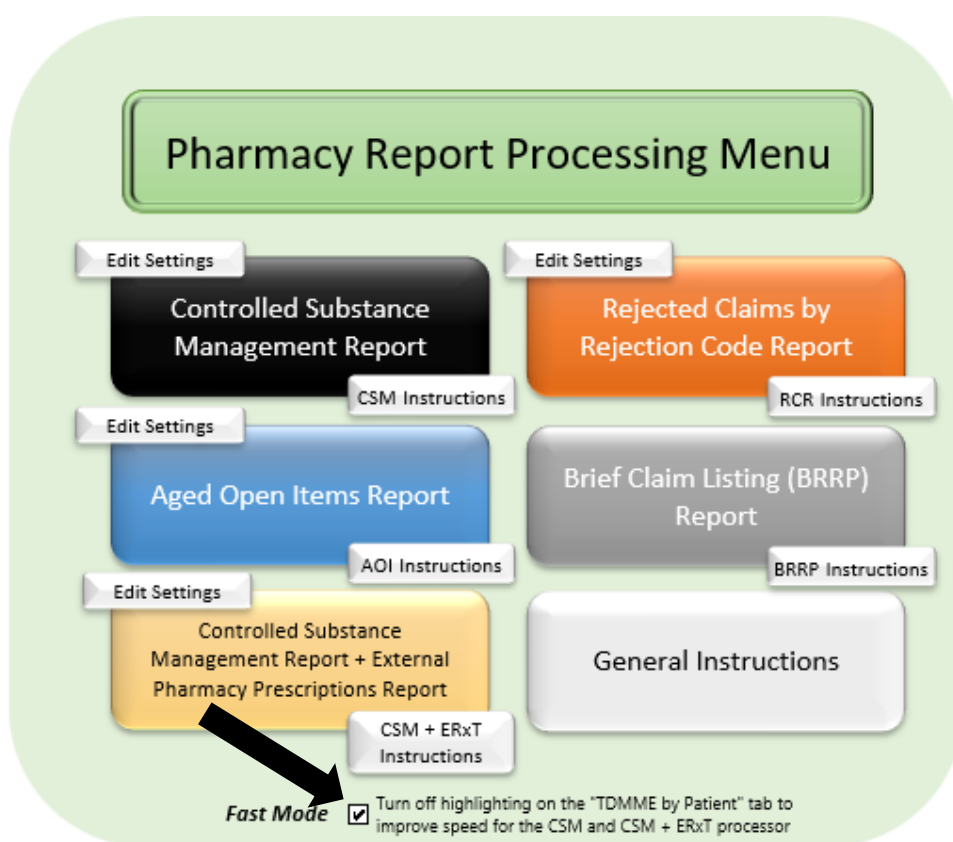 Pharmacy Report Processing Menu
Edit Settings
Controlled Substance
Management Report
CSM Instructions
Edit Settings
Rejected Claims by
Rejection Code Report
RCR Instructions
Edit Settings
Aged Open Items Report
AOI Instructions
Brief Claim Listing (BRRP)
Report
BRRP Instructions
Edit Settings
Controlled Substance
Management Report + External
Pharmacy Prescriptions Report
CSM + ERxT
Instructions
General Instructions
Fast Mode
Turn off highlighting on the "TDMME by Patient" tab to
improve speed for the CSM and CSM + ERxT processor